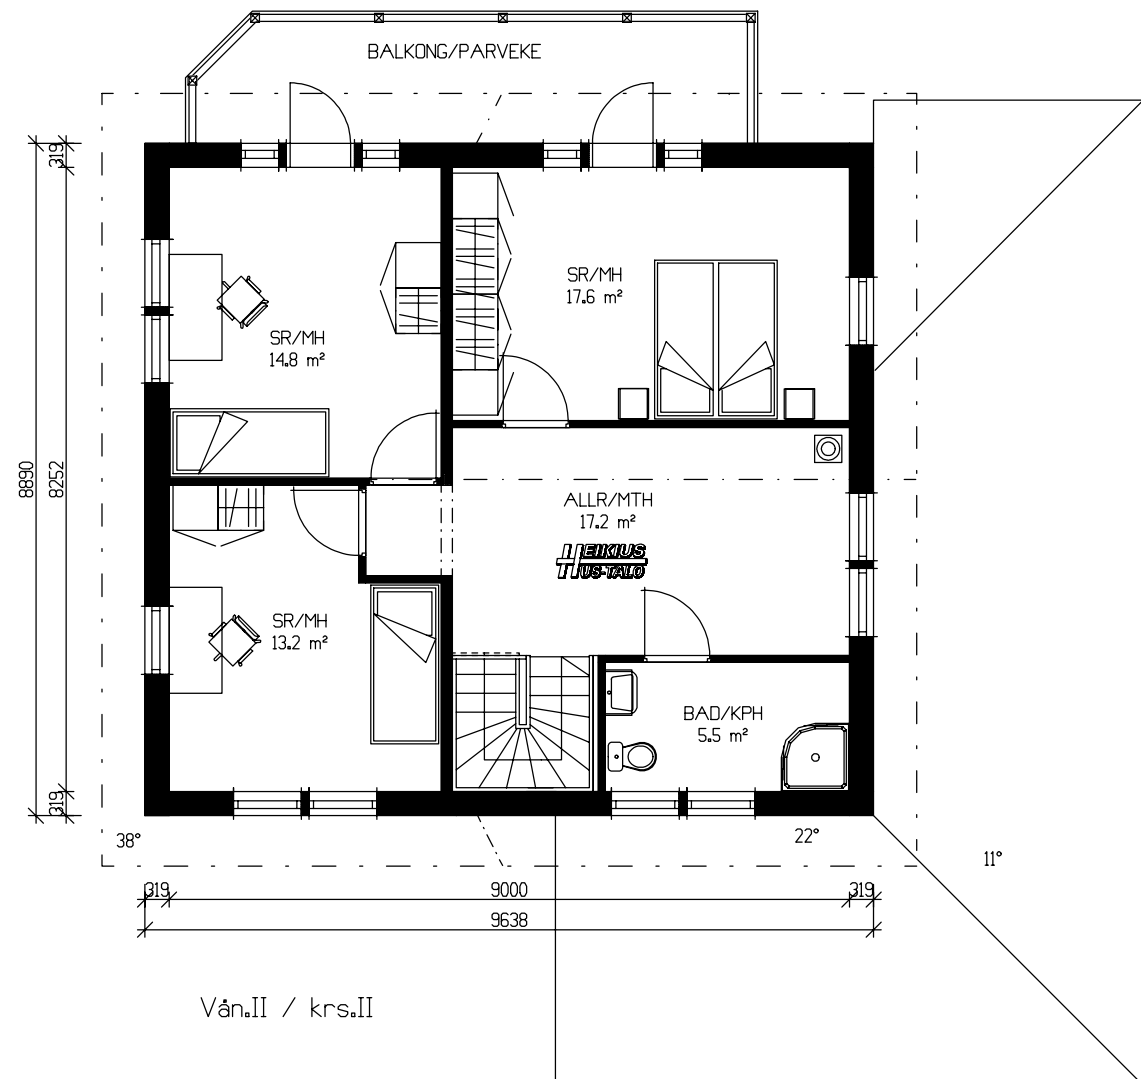 BALKONG/PARVEKE
319
SR/MH
17.6 m²
SR/MH
14.8 m²
8890
8252
ALLR/MTH
17.2 m²
HEIKIUS
HUS-TALO
SR/MH
13.2 m²
BAD/KPH
5.5 m²
319
38°
22°
11°
319
9000
319
9638
Vån.II / krs.II